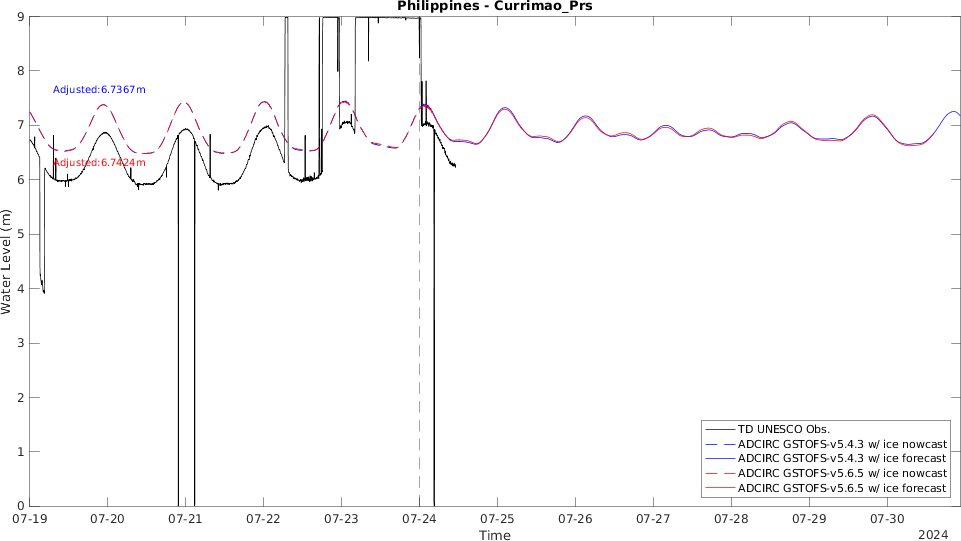 Philippines - Currimao_Prs
9
8
7
6
5
4
3
2
1
0
Water Level (m)
Adjusted:6.7367m
Adjusted:6.7424m
TD UNESCO Obs.
ADCIRC GSTOFS-v5.4.3 w/ ice nowcast
ADCIRC GSTOFS-v5.4.3 w/ ice forecast
ADCIRC GSTOFS-v5.6.5 w/ ice nowcast
ADCIRC GSTOFS-v5.6.5 w/ ice forecast
07-19 07-20 07-21 07-22 07-23 07-24 07-25 07-26 07-27 07-28 07-29 07-30
2024
Time